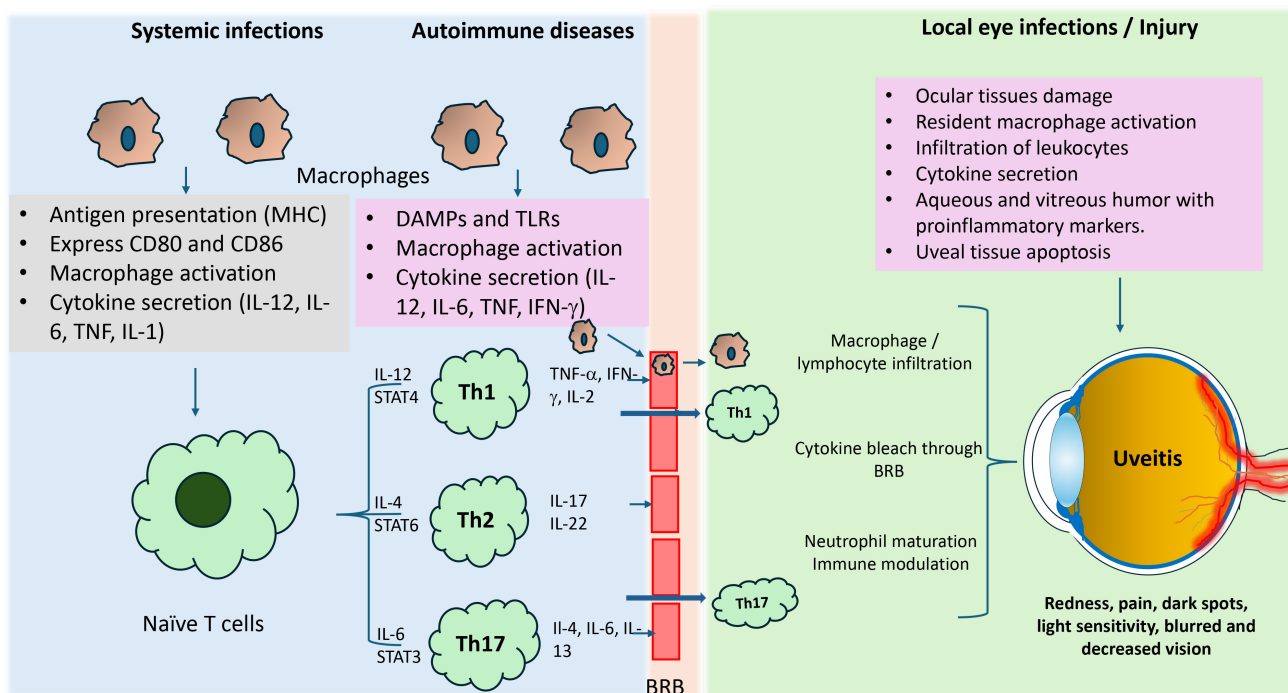 Systemic infections
Autoimmune diseases
Local eye infections / Injury
Macrophages
• Antigen presentation (MHC)
• Express CD80 and CD86
• Macrophage activation
• Cytokine secretion (IL-12, IL-
6, TNF, IL-1)
• DAMPs and TLRs
• Macrophage activation
• Cytokine secretion (IL-
12, IL-6, TNF, IFN-γ)
• Ocular tissues damage
• Resident macrophage activation
• Infiltration of leukocytes
• Cytokine secretion
• Aqueous and vitreous humor with
proinflammatory markers.
• Uveal tissue apoptosis
Naïve T cells
IL-12
STAT4
Th1
TNF-α, IFN-
γ, IL-2
IL-4
STAT6
Th2
IL-17
IL-22
IL-6
STAT3
Th17
Il-4, IL-6, IL-
13
BRB
Th1
Th17
Macrophage /
lymphocyte infiltration
Cytokine bleach through
BRB
Neutrophil maturation
Immune modulation
Uveitis
Redness, pain, dark spots,
light sensitivity, blurred and
decreased vision